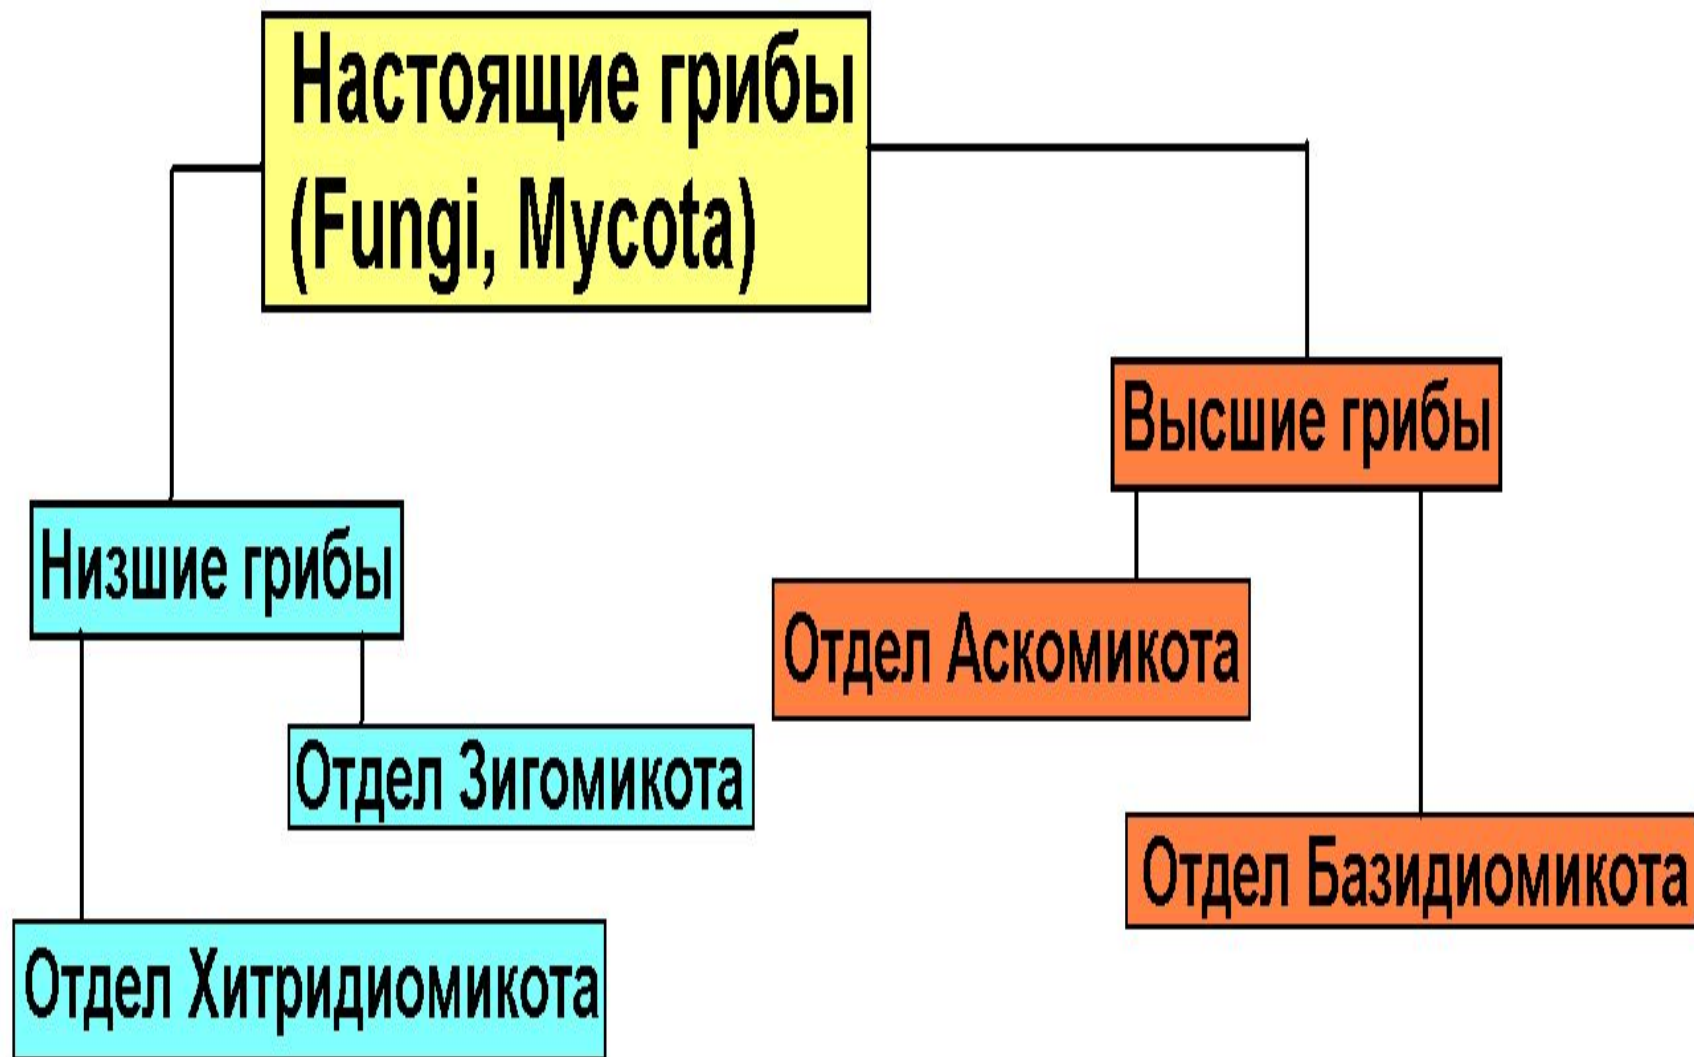 Настоящие грибы
(Fungi, Mycota)
Высшие грибы
Низшие грибы
Отдел Аскомикота
Отдел Зигомикота
Отдел Базидиомикота
Отдел Хитридиомикота